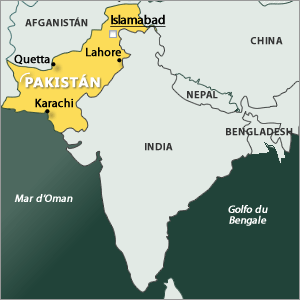 AFGANISTÁN
Islamabad
CHINA
Lahore
Quetta
PAKISTÁN
Karachi
NEPAL
BENGLADESH
INDIA
Mar d'Oman
Golfo du
Bengale